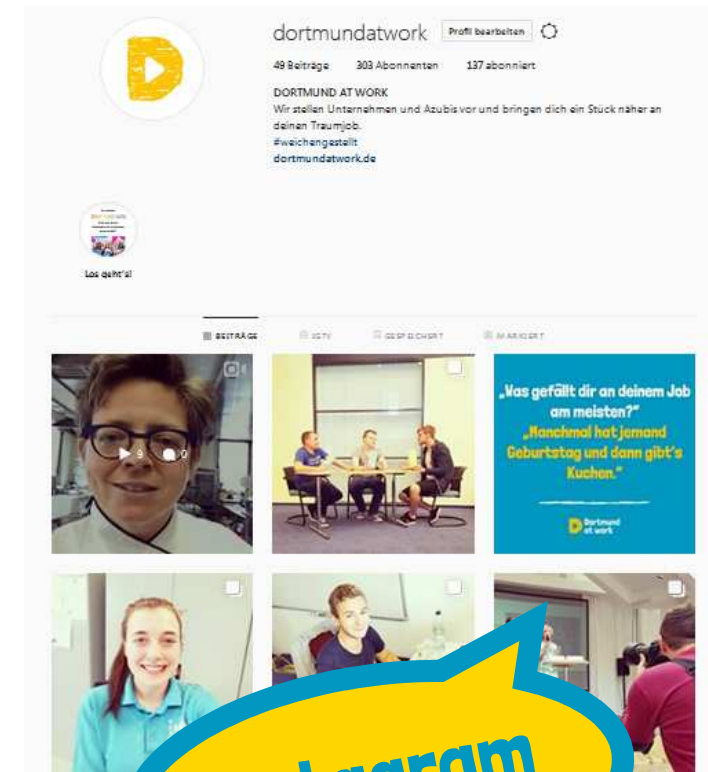 dortmundatwork Profil bearbeiten
49 Beiträge 303 Abonnenten 137 abonniert
DORTMUND AT WORK
Wir stellen Unternehmen und Azubis vor und bringen dich ein Stück näher an
deinen Traumjob.
#weichengestellt
dortmundatwork.de
Los geht's!
BEITRÄGE IGTV GESPEICHERT MARKIERT
9 0
„Was gefällt dir an deinem Job
am meisten?"
„Manchmal hat jemand
Geburtstag und dann gibt's
Kuchen."
Dortmund
at work